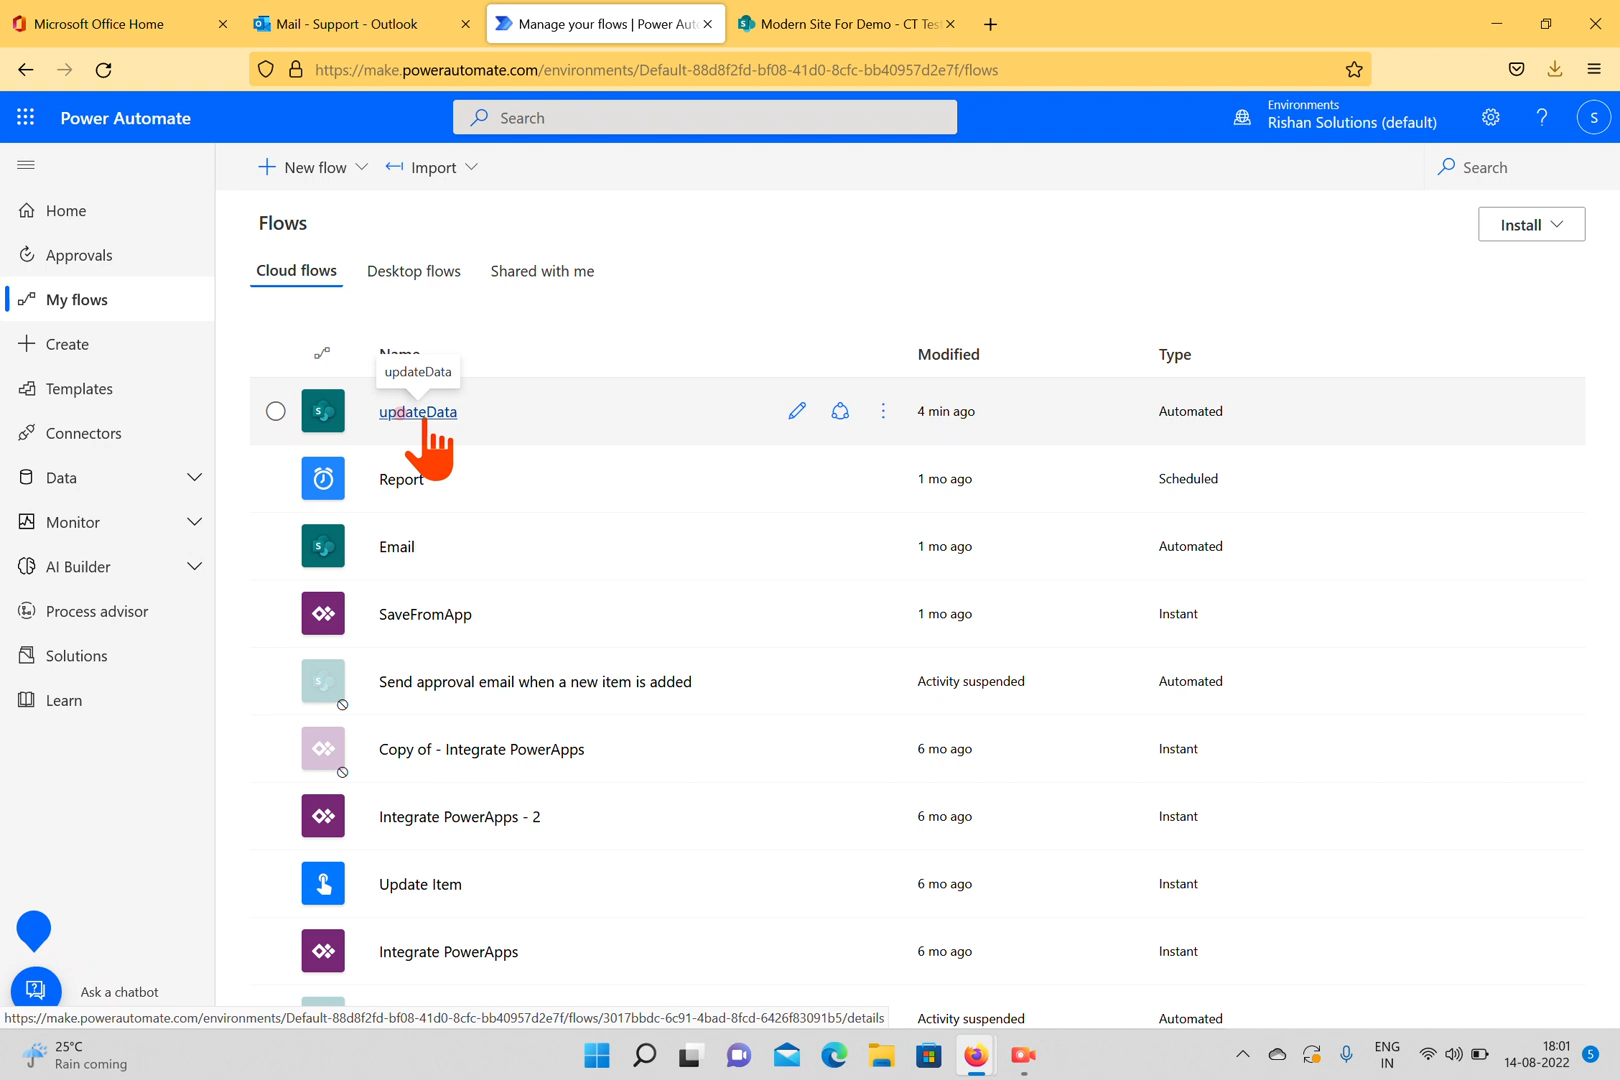 Microsoft Office Home
Mail - Support - Outlook
Manage your flows | Power Aut
Modern Site For Demo - CT Tes
https://make.powerautomate.com/environments/Default-88d8f2fd-bf08-41d0-8cfc-bb40957d2e7f/flows
Power Automate
Search
Environments
Rishan Solutions (default)
S
New flow
Import
Search
Home
Approvals
My flows
Create
Templates
Connectors
Data
Monitor
AI Builder
Process advisor
Solutions
Learn
Ask a chatbot
Flows
Install
Cloud flows
Desktop flows
Shared with me
Name
Modified
Type
updateData
updateData
4 min ago
Automated
Report
1 mo ago
Scheduled
Email
1 mo ago
Automated
SaveFromApp
1 mo ago
Instant
Send approval email when a new item is added
Activity suspended
Automated
Copy of - Integrate PowerApps
6 mo ago
Instant
Integrate PowerApps - 2
6 mo ago
Instant
Update Item
6 mo ago
Instant
Integrate PowerApps
6 mo ago
Instant
Activity suspended
Automated
https://make.powerautomate.com/environments/Default-88d8f2fd-bf08-41d0-8cfc-bb40957d2e7f/flows/3017bbdc-6c91-4bad-8fcd-6426f83091b5/details
25°C
Rain coming
ENG
IN
18:01
14-08-2022
5